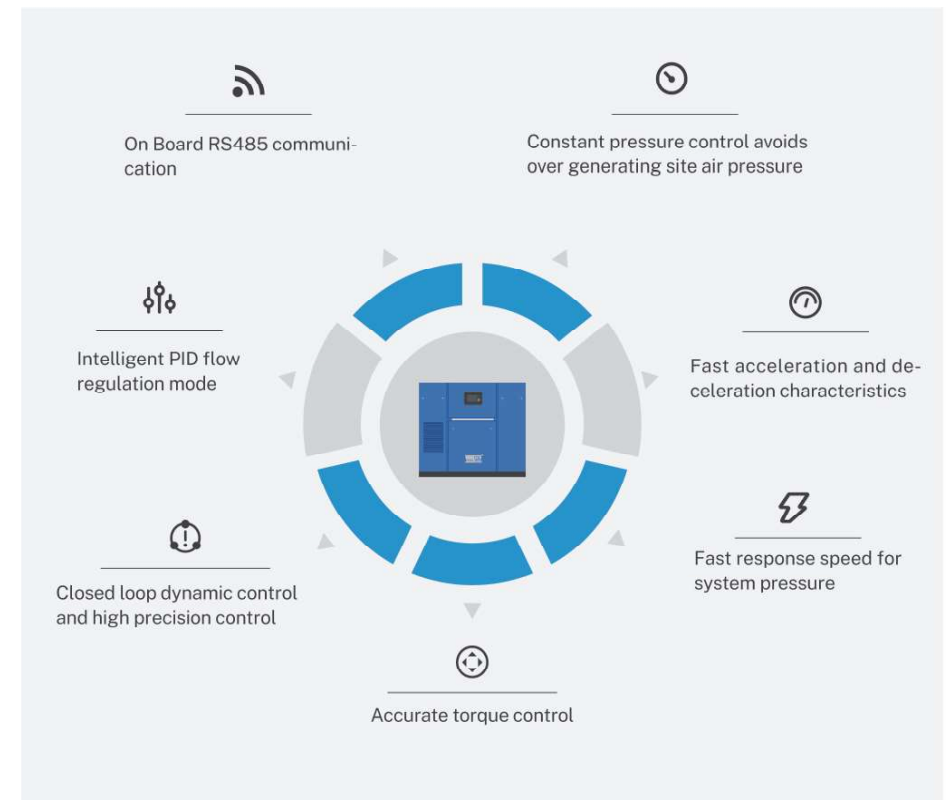 On Board RS485 communi-
cation
Constant pressure control avoids
over generating site air pressure
Intelligent PID flow
regulation mode
Fast acceleration and de-
celeration characteristics
Closed loop dynamic control
and high precision control
Fast response speed for
system pressure
Accurate torque control